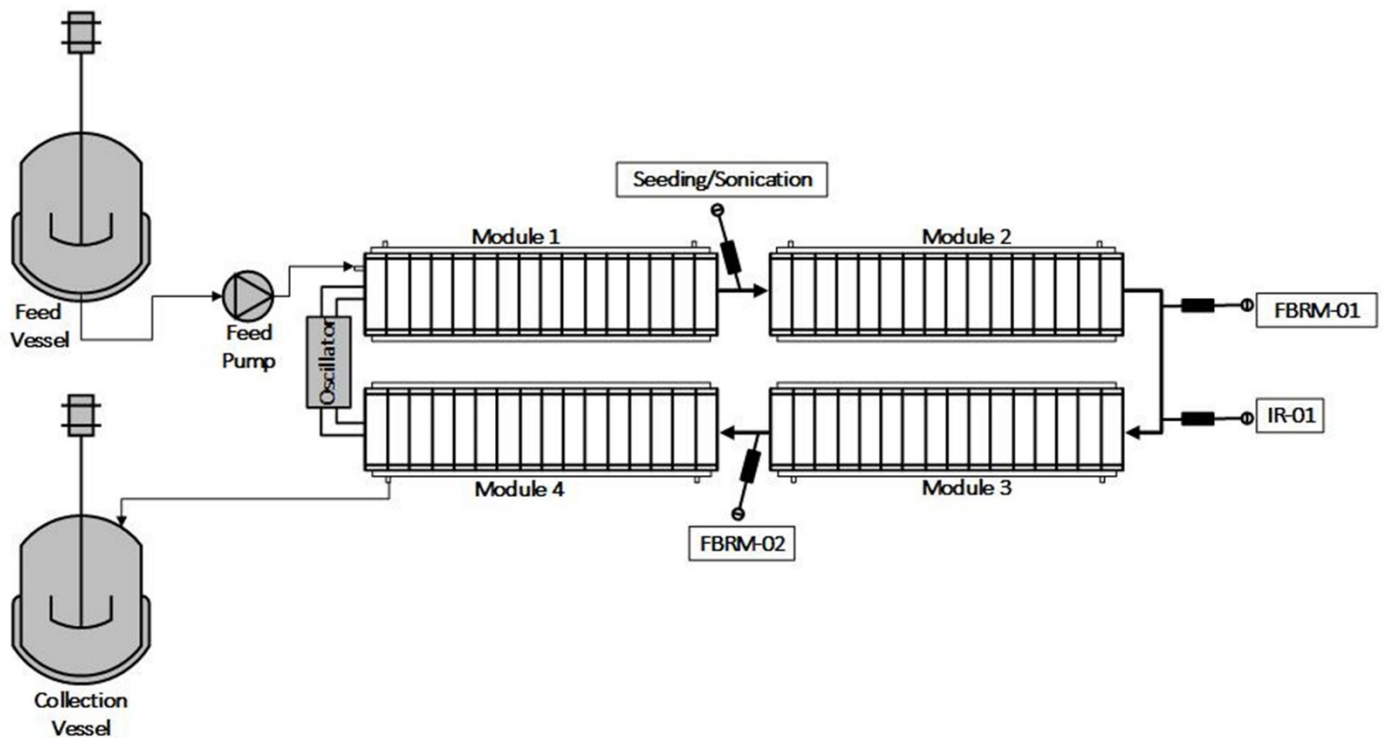 Seeding/Sonication
Module 1
Module 2
Feed
Vessel
Feed
Pump
Oscillator
FBRM-01
IR-01
Module 4
Module 3
FBRM-02
Collection
Vessel